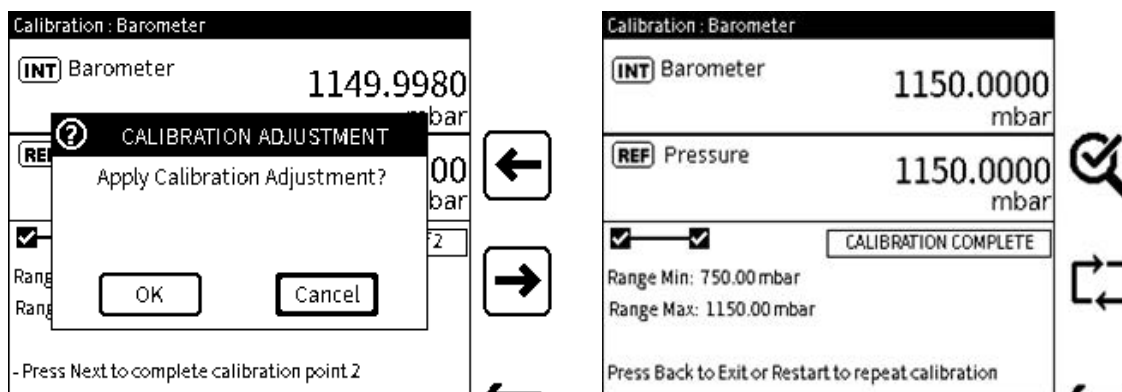 Calibration : Barometer
INT Barometer
1149.9980
mbar
CALIBRATION ADJUSTMENT
Apply Calibration Adjustment?
00
bar
Rang
Rang
OK
Cancel
- Press Next to complete calibration point 2
Calibration : Barometer
INT Barometer
1150.0000
mbar
REF Pressure
1150.0000
mbar
CALIBRATION COMPLETE
Range Min: 750.00 mbar
Range Max: 1150.00 mbar
Press Back to Exit or Restart to repeat calibration